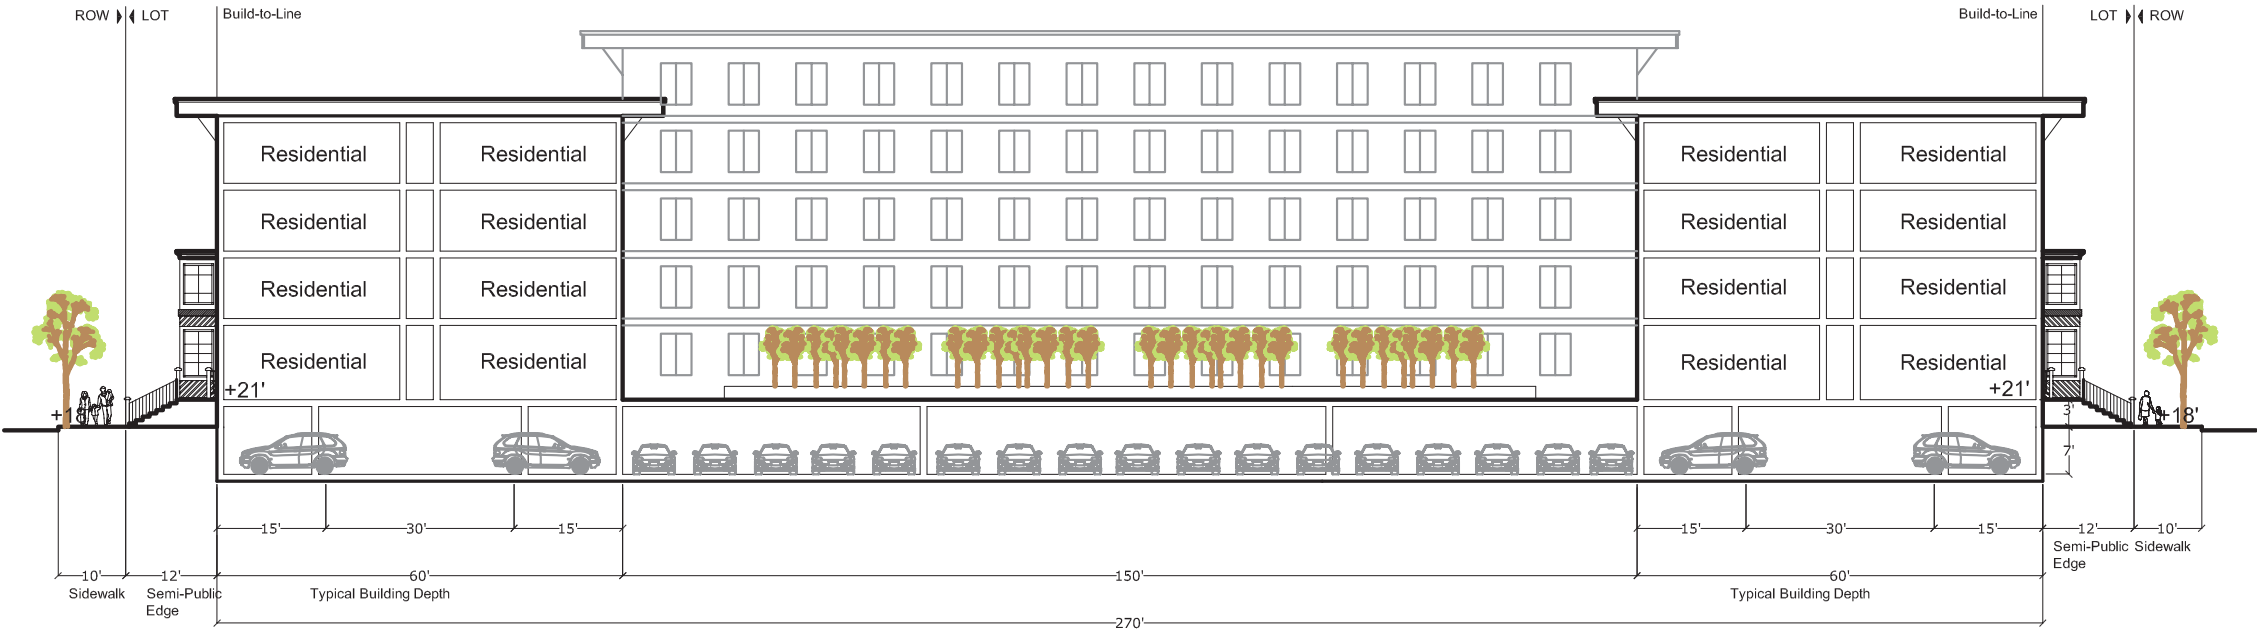 ROW LOT Build-to-Line Build-to-Line LOT ROW
Residential Residential Residential Residential
Residential Residential Residential Residential
Residential Residential Residential Residential
Residential Residential Residential Residential
+21' +21'
+18' 3' +18'
7'
15' 30' 15' 15' 30' 15' 12' 10'
Semi-Public Sidewalk
Edge
10' 12' 60' 150' 60'
Sidewalk Semi-Public Typical Building Depth Typical Building Depth
Edge
270'